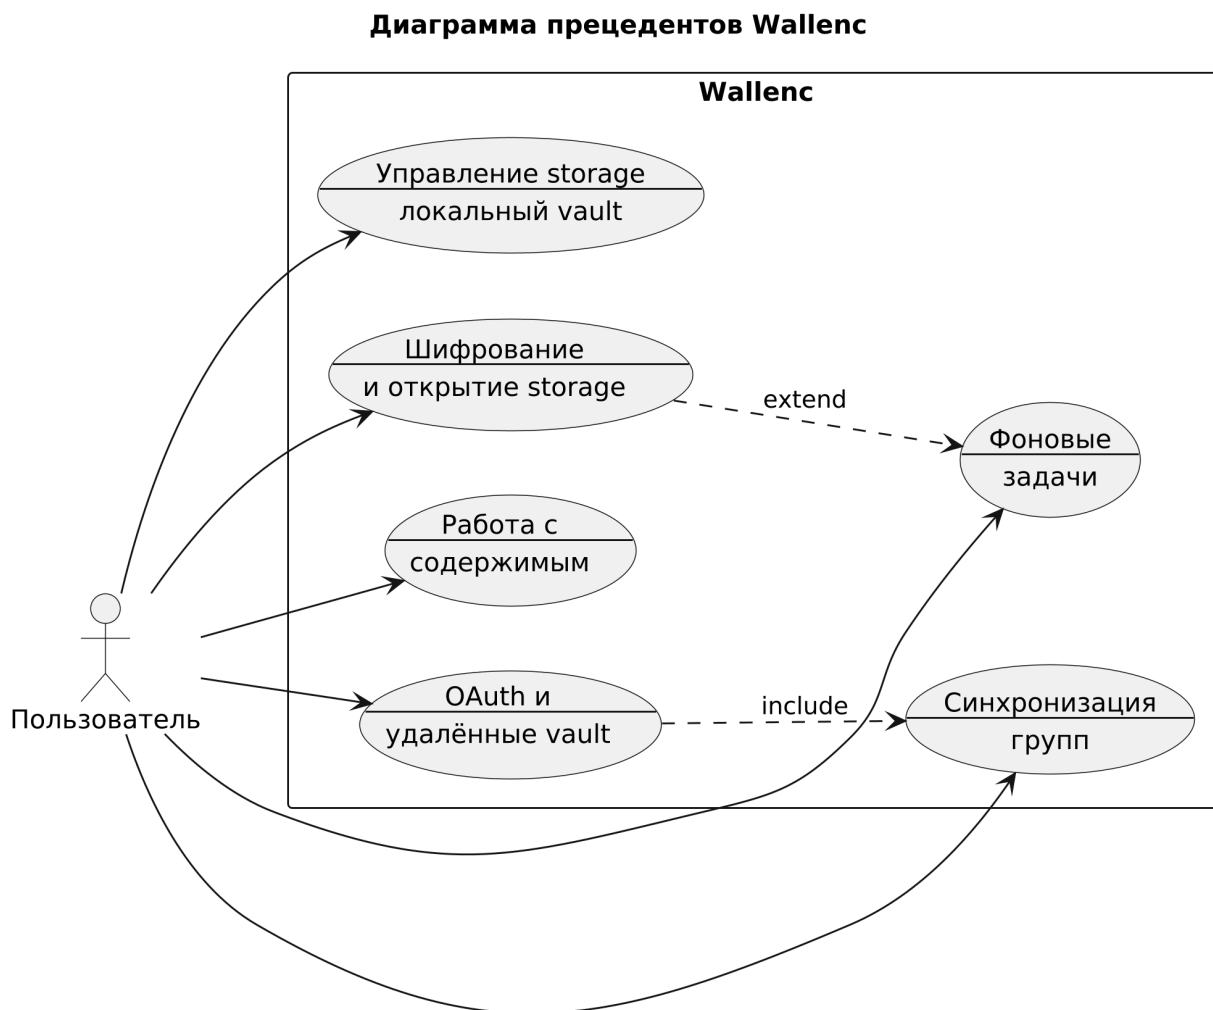 Диаграмма прецедентов Wallenc
Wallenc
Управление storage
локальный vault
Шифрование
и открытие storage
extend
Фоновые
задачи
Работа с
содержимым
OAuth и
удалённые vault
include
Синхронизация
групп
Пользователь